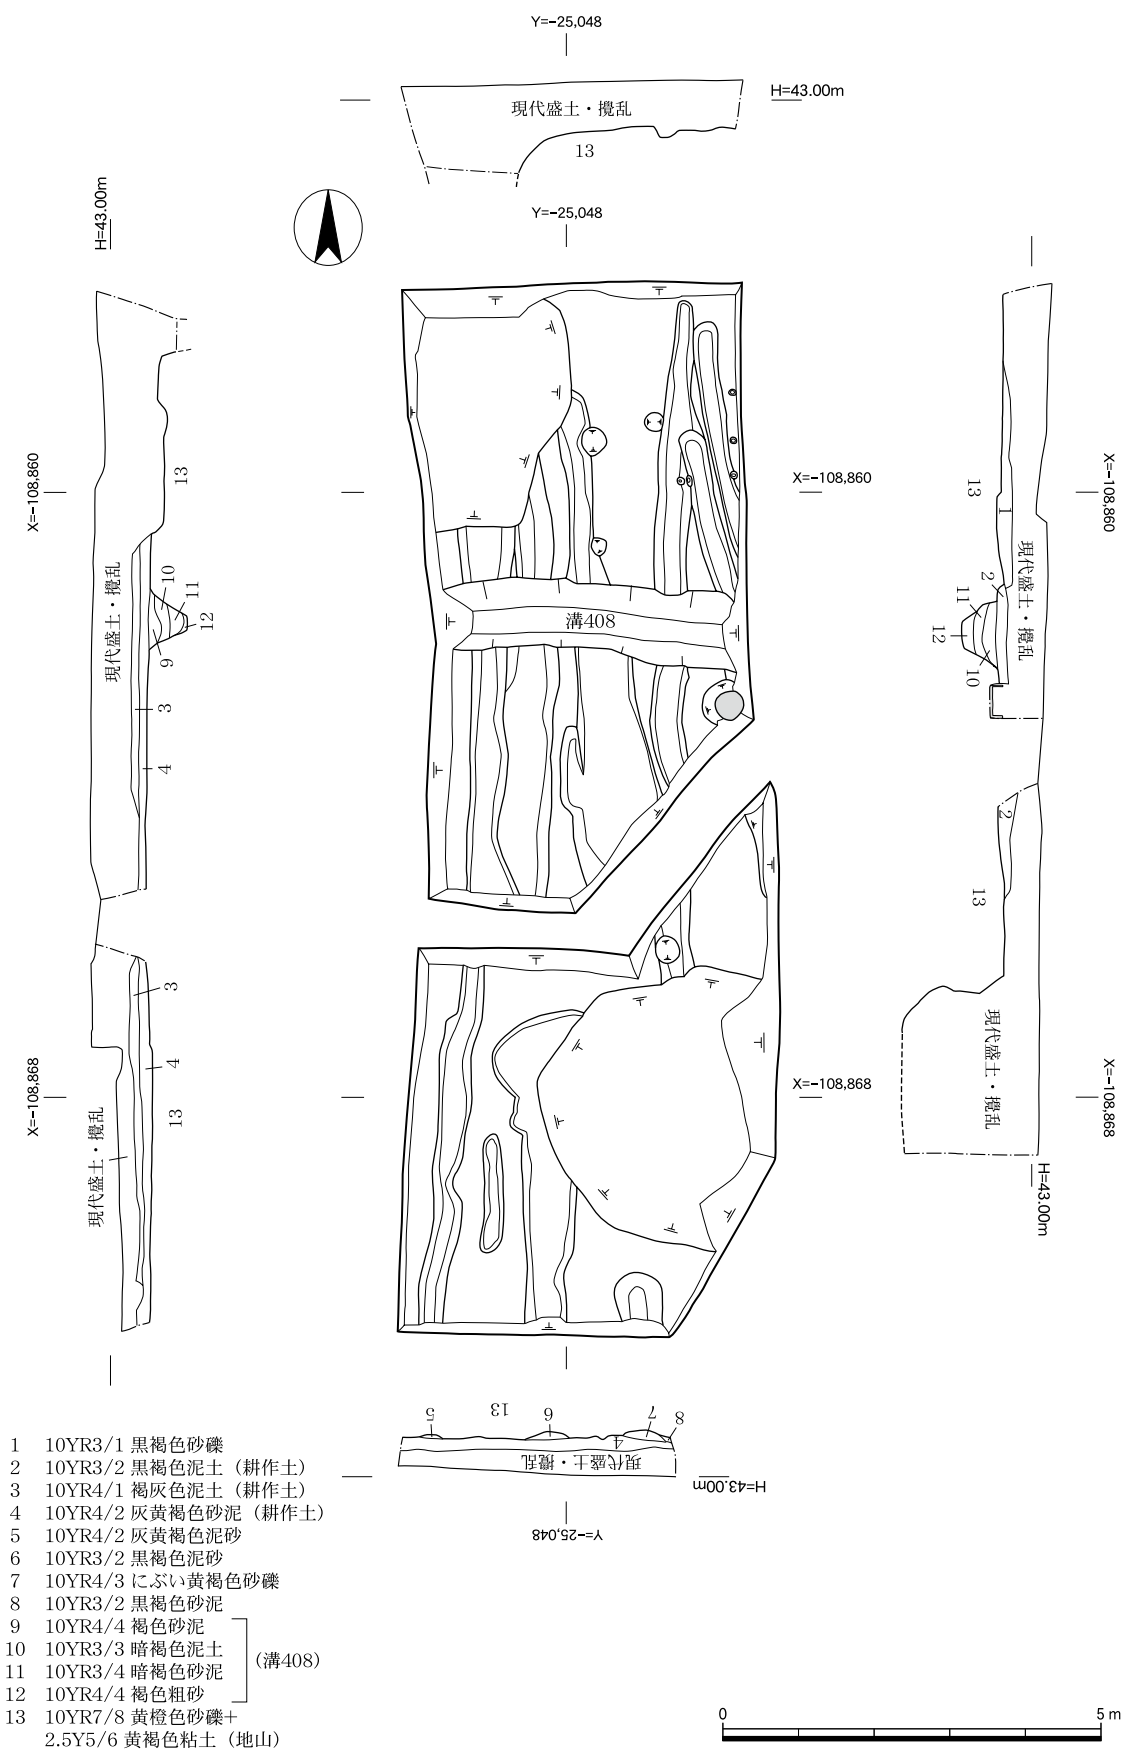 Y=-25,048
H=43.00m
現代盛土・攪乱
13
Y=-25,048
H=43.00m
X=-108,860
13
現代盛土・攪乱
10
11
12
9
3
4
3
4
13
現代盛土・攪乱
X=-108,868
溝408
X=-108,860
X=-108,868
13
1
現代盛土・攪乱
2
11
12
10
X=-108,860
2
13
現代盛土・攪乱
X=-108,868
H=43.00m
5
13
6
7
8
4
現代盛土・攪乱
H=43.00m
Y=-25,048
1 10YR3/1 黒褐色砂礫
2 10YR3/2 黒褐色泥土（耕作土）
3 10YR4/1 褐灰色泥土（耕作土）
4 10YR4/2 灰黄褐色砂泥（耕作土）
5 10YR4/2 灰黄褐色泥砂
6 10YR3/2 黒褐色泥砂
7 10YR4/3 にぶい黄褐色砂礫
8 10YR3/2 黒褐色砂泥
9 10YR4/4 褐色砂泥
10 10YR3/3 暗褐色泥土
11 10YR3/4 暗褐色砂泥
12 10YR4/4 褐色粗砂
（溝408）
13 10YR7/8 黄橙色砂礫+
2.5Y5/6 黄褐色粘土（地山）
0 5 m